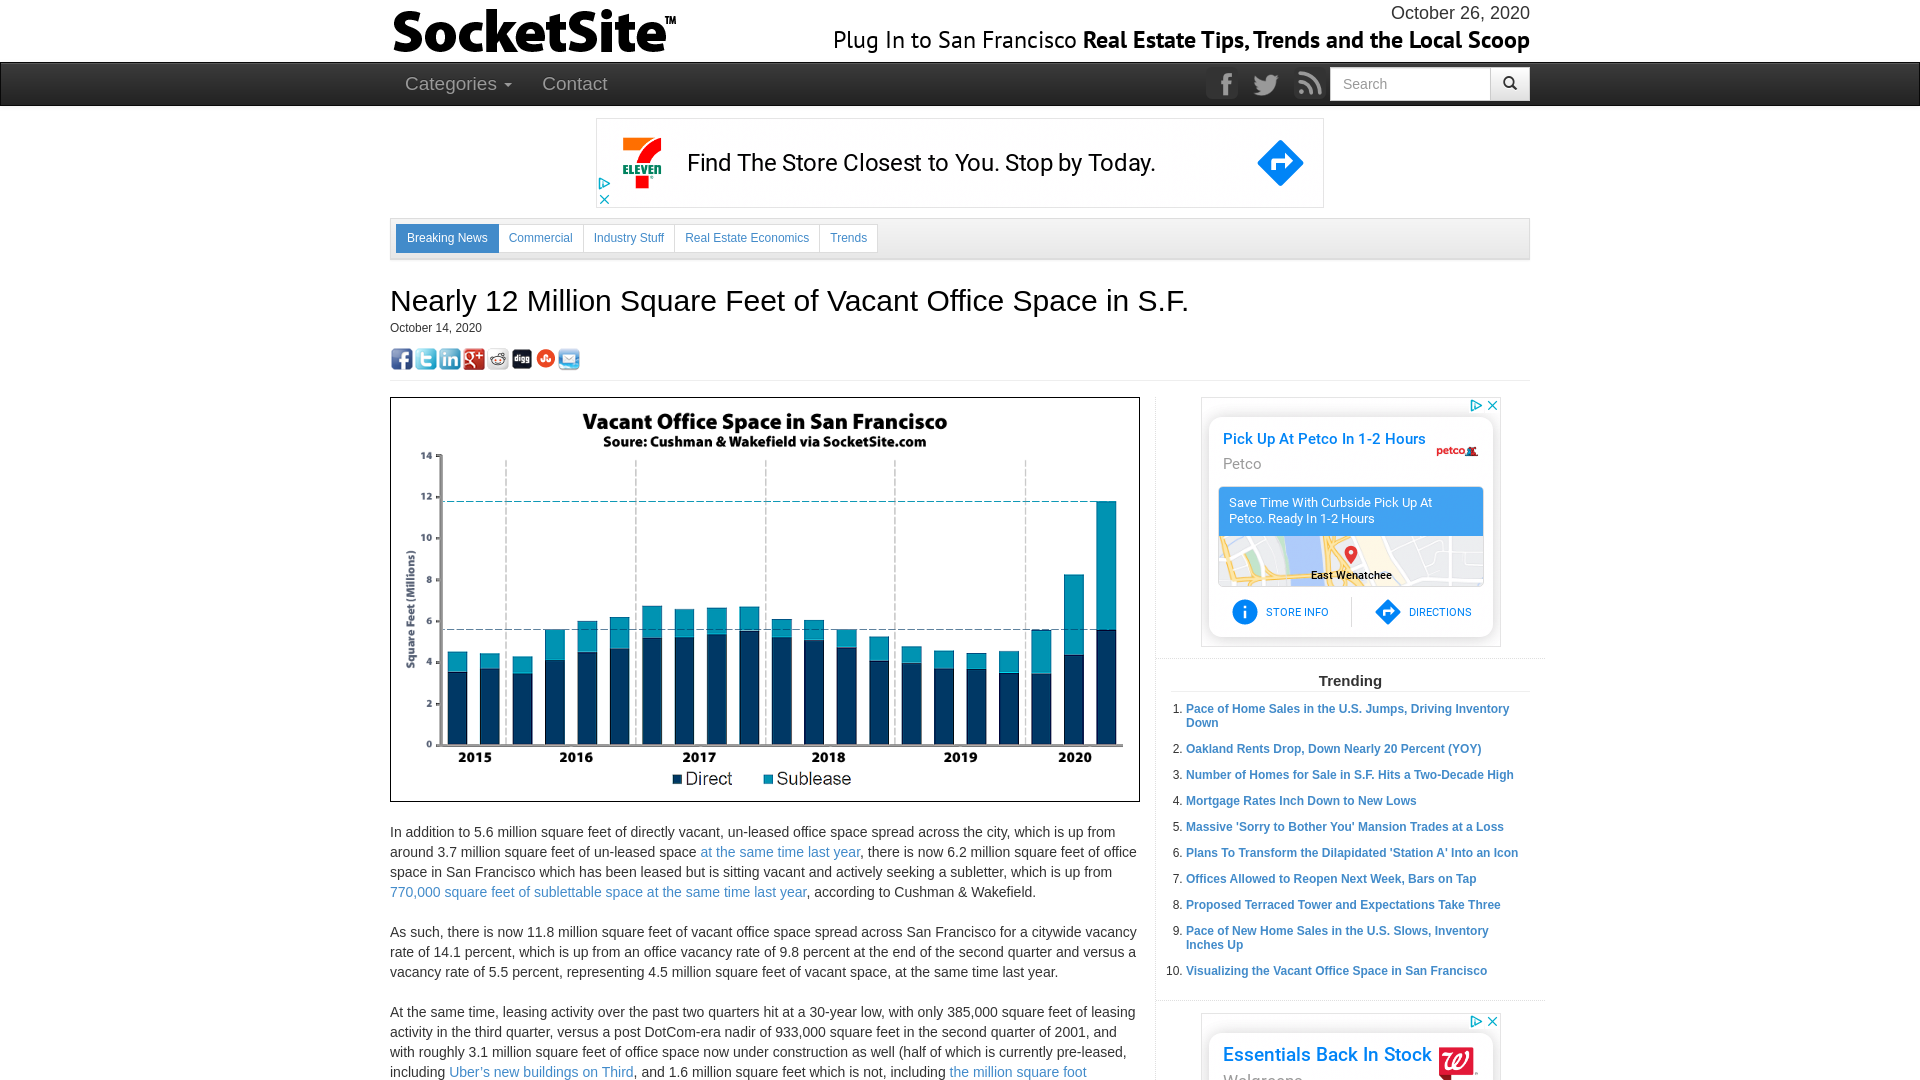 SocketSite™
October 26, 2020
Plug In to San Francisco Real Estate Tips, Trends and the Local Scoop
Categories
Contact
Search
7 ELEVEN
Find The Store Closest to You. Stop by Today.
Breaking News
Commercial
Industry Stuff
Real Estate Economics
Trends
Nearly 12 Million Square Feet of Vacant Office Space in S.F.
October 14, 2020
digg
Vacant Office Space in San Francisco
Soure: Cushman & Wakefield via SocketSite.com
Square Feet (Millions)
14
12
10
8
6
4
2
0
2015 2016 2017 2018 2019 2020
Direct Sublease
In addition to 5.6 million square feet of directly vacant, un-leased office space spread across the city, which is up from
around 3.7 million square feet of un-leased space at the same time last year, there is now 6.2 million square feet of office
space in San Francisco which has been leased but is sitting vacant and actively seeking a subletter, which is up from
770,000 square feet of sublettable space at the same time last year, according to Cushman & Wakefield.
As such, there is now 11.8 million square feet of vacant office space spread across San Francisco for a citywide vacancy
rate of 14.1 percent, which is up from an office vacancy rate of 9.8 percent at the end of the second quarter and versus a
vacancy rate of 5.5 percent, representing 4.5 million square feet of vacant space, at the same time last year.
At the same time, leasing activity over the past two quarters hit at a 30-year low, with only 385,000 square feet of leasing
activity in the third quarter, versus a post DotCom-era nadir of 933,000 square feet in the second quarter of 2001, and
with roughly 3.1 million square feet of office space now under construction as well (half of which is currently pre-leased,
including Uber’s new buildings on Third, and 1.6 million square feet which is not, including the million square foot
Pick Up At Petco In 1-2 Hours
Petco
petco
Save Time With Curbside Pick Up At
Petco. Ready In 1-2 Hours
East Wenatchee
STORE INFO
DIRECTIONS
Trending
1. Pace of Home Sales in the U.S. Jumps, Driving Inventory
Down
2. Oakland Rents Drop, Down Nearly 20 Percent (YOY)
3. Number of Homes for Sale in S.F. Hits a Two-Decade High
4. Mortgage Rates Inch Down to New Lows
5. Massive 'Sorry to Bother You' Mansion Trades at a Loss
6. Plans To Transform the Dilapidated 'Station A' Into an Icon
7. Offices Allowed to Reopen Next Week, Bars on Tap
8. Proposed Terraced Tower and Expectations Take Three
9. Pace of New Home Sales in the U.S. Slows, Inventory
Inches Up
10. Visualizing the Vacant Office Space in San Francisco
Essentials Back In Stock
Walgreens